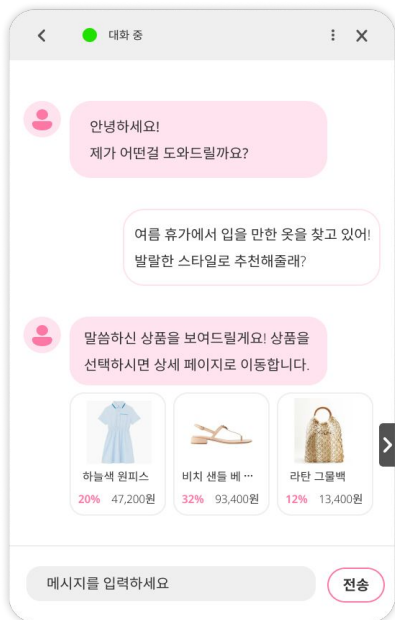 대화 중
안녕하세요!
제가 어떤걸 도와드릴까요?
여름 휴가에서 입을 만한 옷을 찾고 있어!
발랄한 스타일로 추천해줄래?
말씀하신 상품을 보여드릴게요! 상품을
선택하시면 상세 페이지로 이동합니다.
하늘색 원피스 비치 샌들 베 ··· 라탄 그물백
20% 47,200원 32% 93,400원 12% 13,400원
메시지를 입력하세요 전송